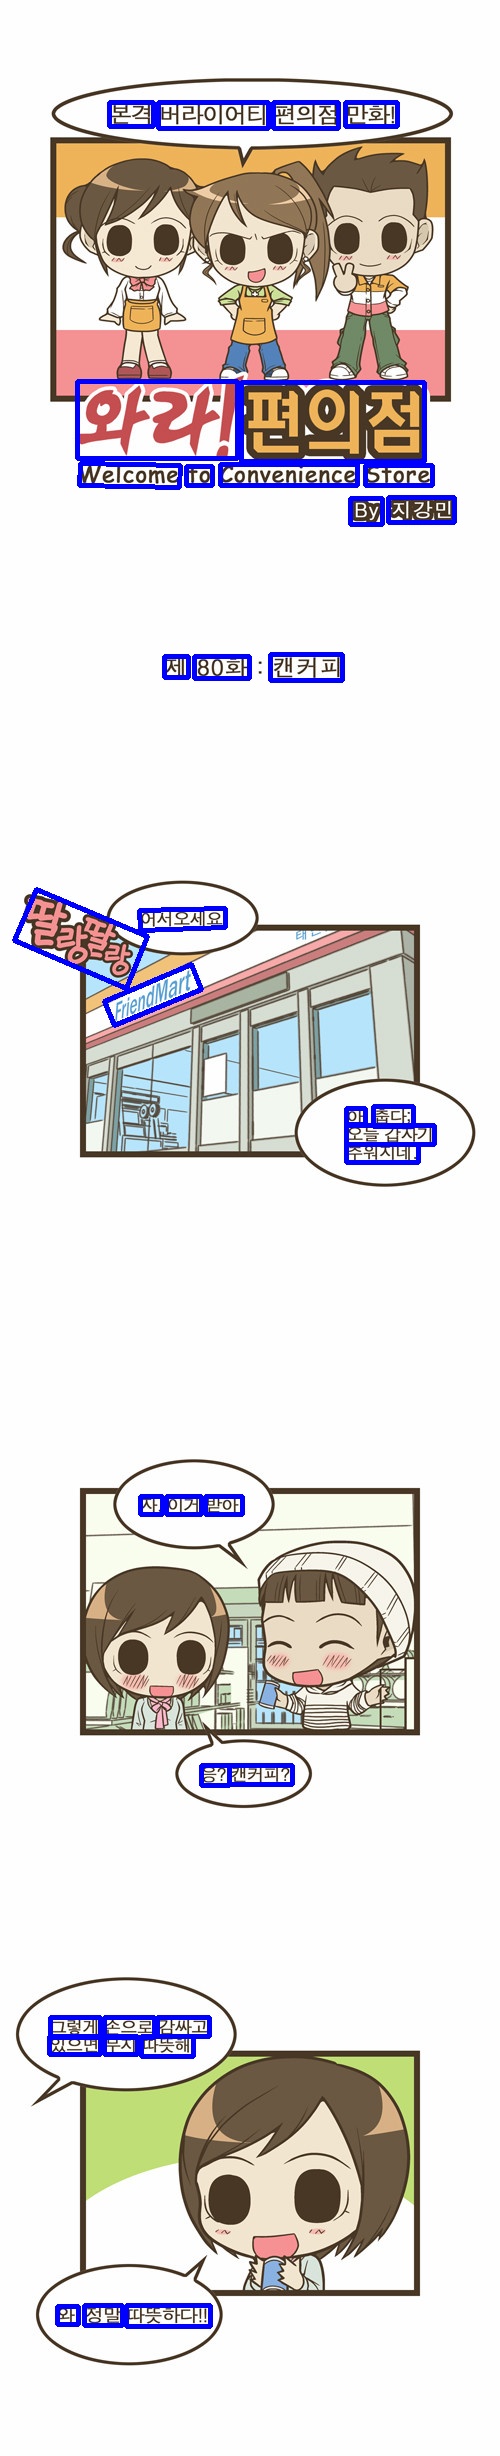 본격 버라이어티 편의점 만화!
와라! 편의점
Welcome to Convenience Store
By 지강민
제 80화 : 캔커피
딸랑딸랑
어서오세요
FriendMart
야 춥다;
오늘 갑자기
추워지네.
자, 이거 받아
응? 캔커피?
그렇게 손으로 감싸고
있으면 무지 따뜻해
와 정말 따뜻하다!!